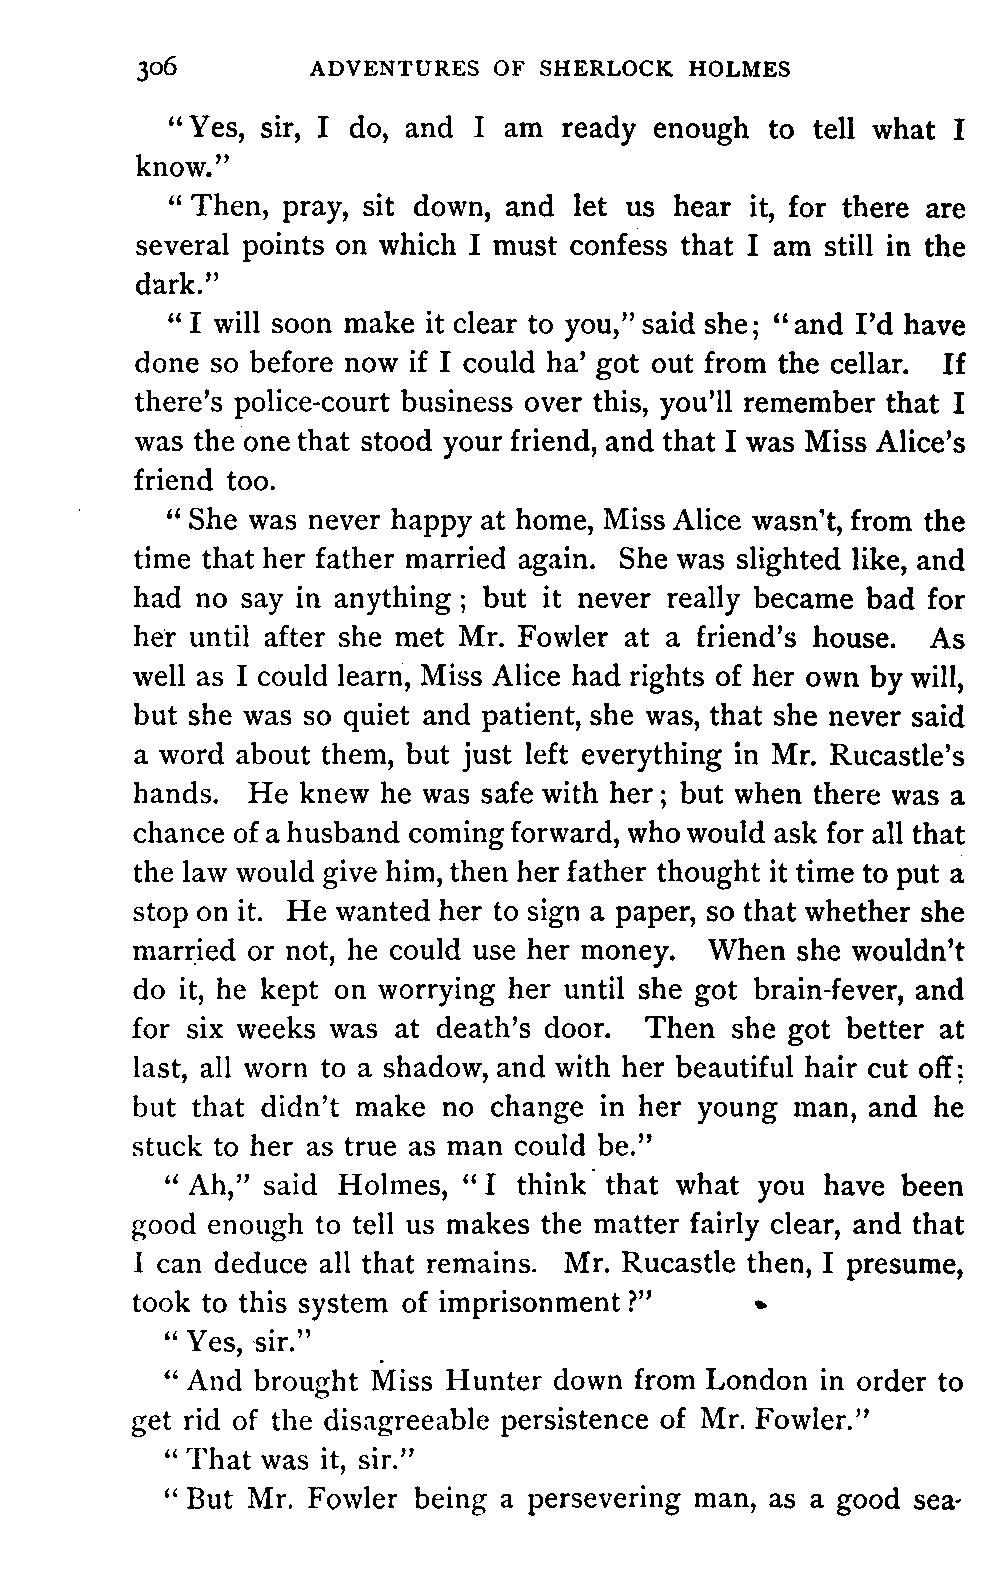 306 ADVENTURES OF SHERLOCK HOLMES
"Yes, sir, I do, and I am ready enough to tell what I
know."
"Then, pray, sit down, and let us hear it, for there are
several points on which I must confess that I am still in the
dark."
"I will soon make it clear to you," said she; "and I'd have
done so before now if I could ha' got out from the cellar. If
there's police-court business over this, you'll remember that I
was the one that stood your friend, and that I was Miss Alice's
friend too.
"She was never happy at home, Miss Alice wasn't, from the
time that her father married again. She was slighted like, and
had no say in anything; but it never really became bad for
her until after she met Mr. Fowler at a friend's house. As
well as I could learn, Miss Alice had rights of her own by will,
but she was so quiet and patient, she was, that she never said
a word about them, but just left everything in Mr. Rucastle's
hands. He knew he was safe with her; but when there was a
chance of a husband coming forward, who would ask for all that
the law would give him, then her father thought it time to put a
stop on it. He wanted her to sign a paper, so that whether she
married or not, he could use her money. When she wouldn't
do it, he kept on worrying her until she got brain-fever, and
for six weeks was at death's door. Then she got better at
last, all worn to a shadow, and with her beautiful hair cut off;
but that didn't make no change in her young man, and he
stuck to her as true as man could be."
"Ah," said Holmes, "I think that what you have been
good enough to tell us makes the matter fairly clear, and that
I can deduce all that remains. Mr. Rucastle then, I presume,
took to this system of imprisonment?"
"Yes, sir."
"And brought Miss Hunter down from London in order to
get rid of the disagreeable persistence of Mr. Fowler."
"That was it, sir."
"But Mr. Fowler being a persevering man, as a good sea-